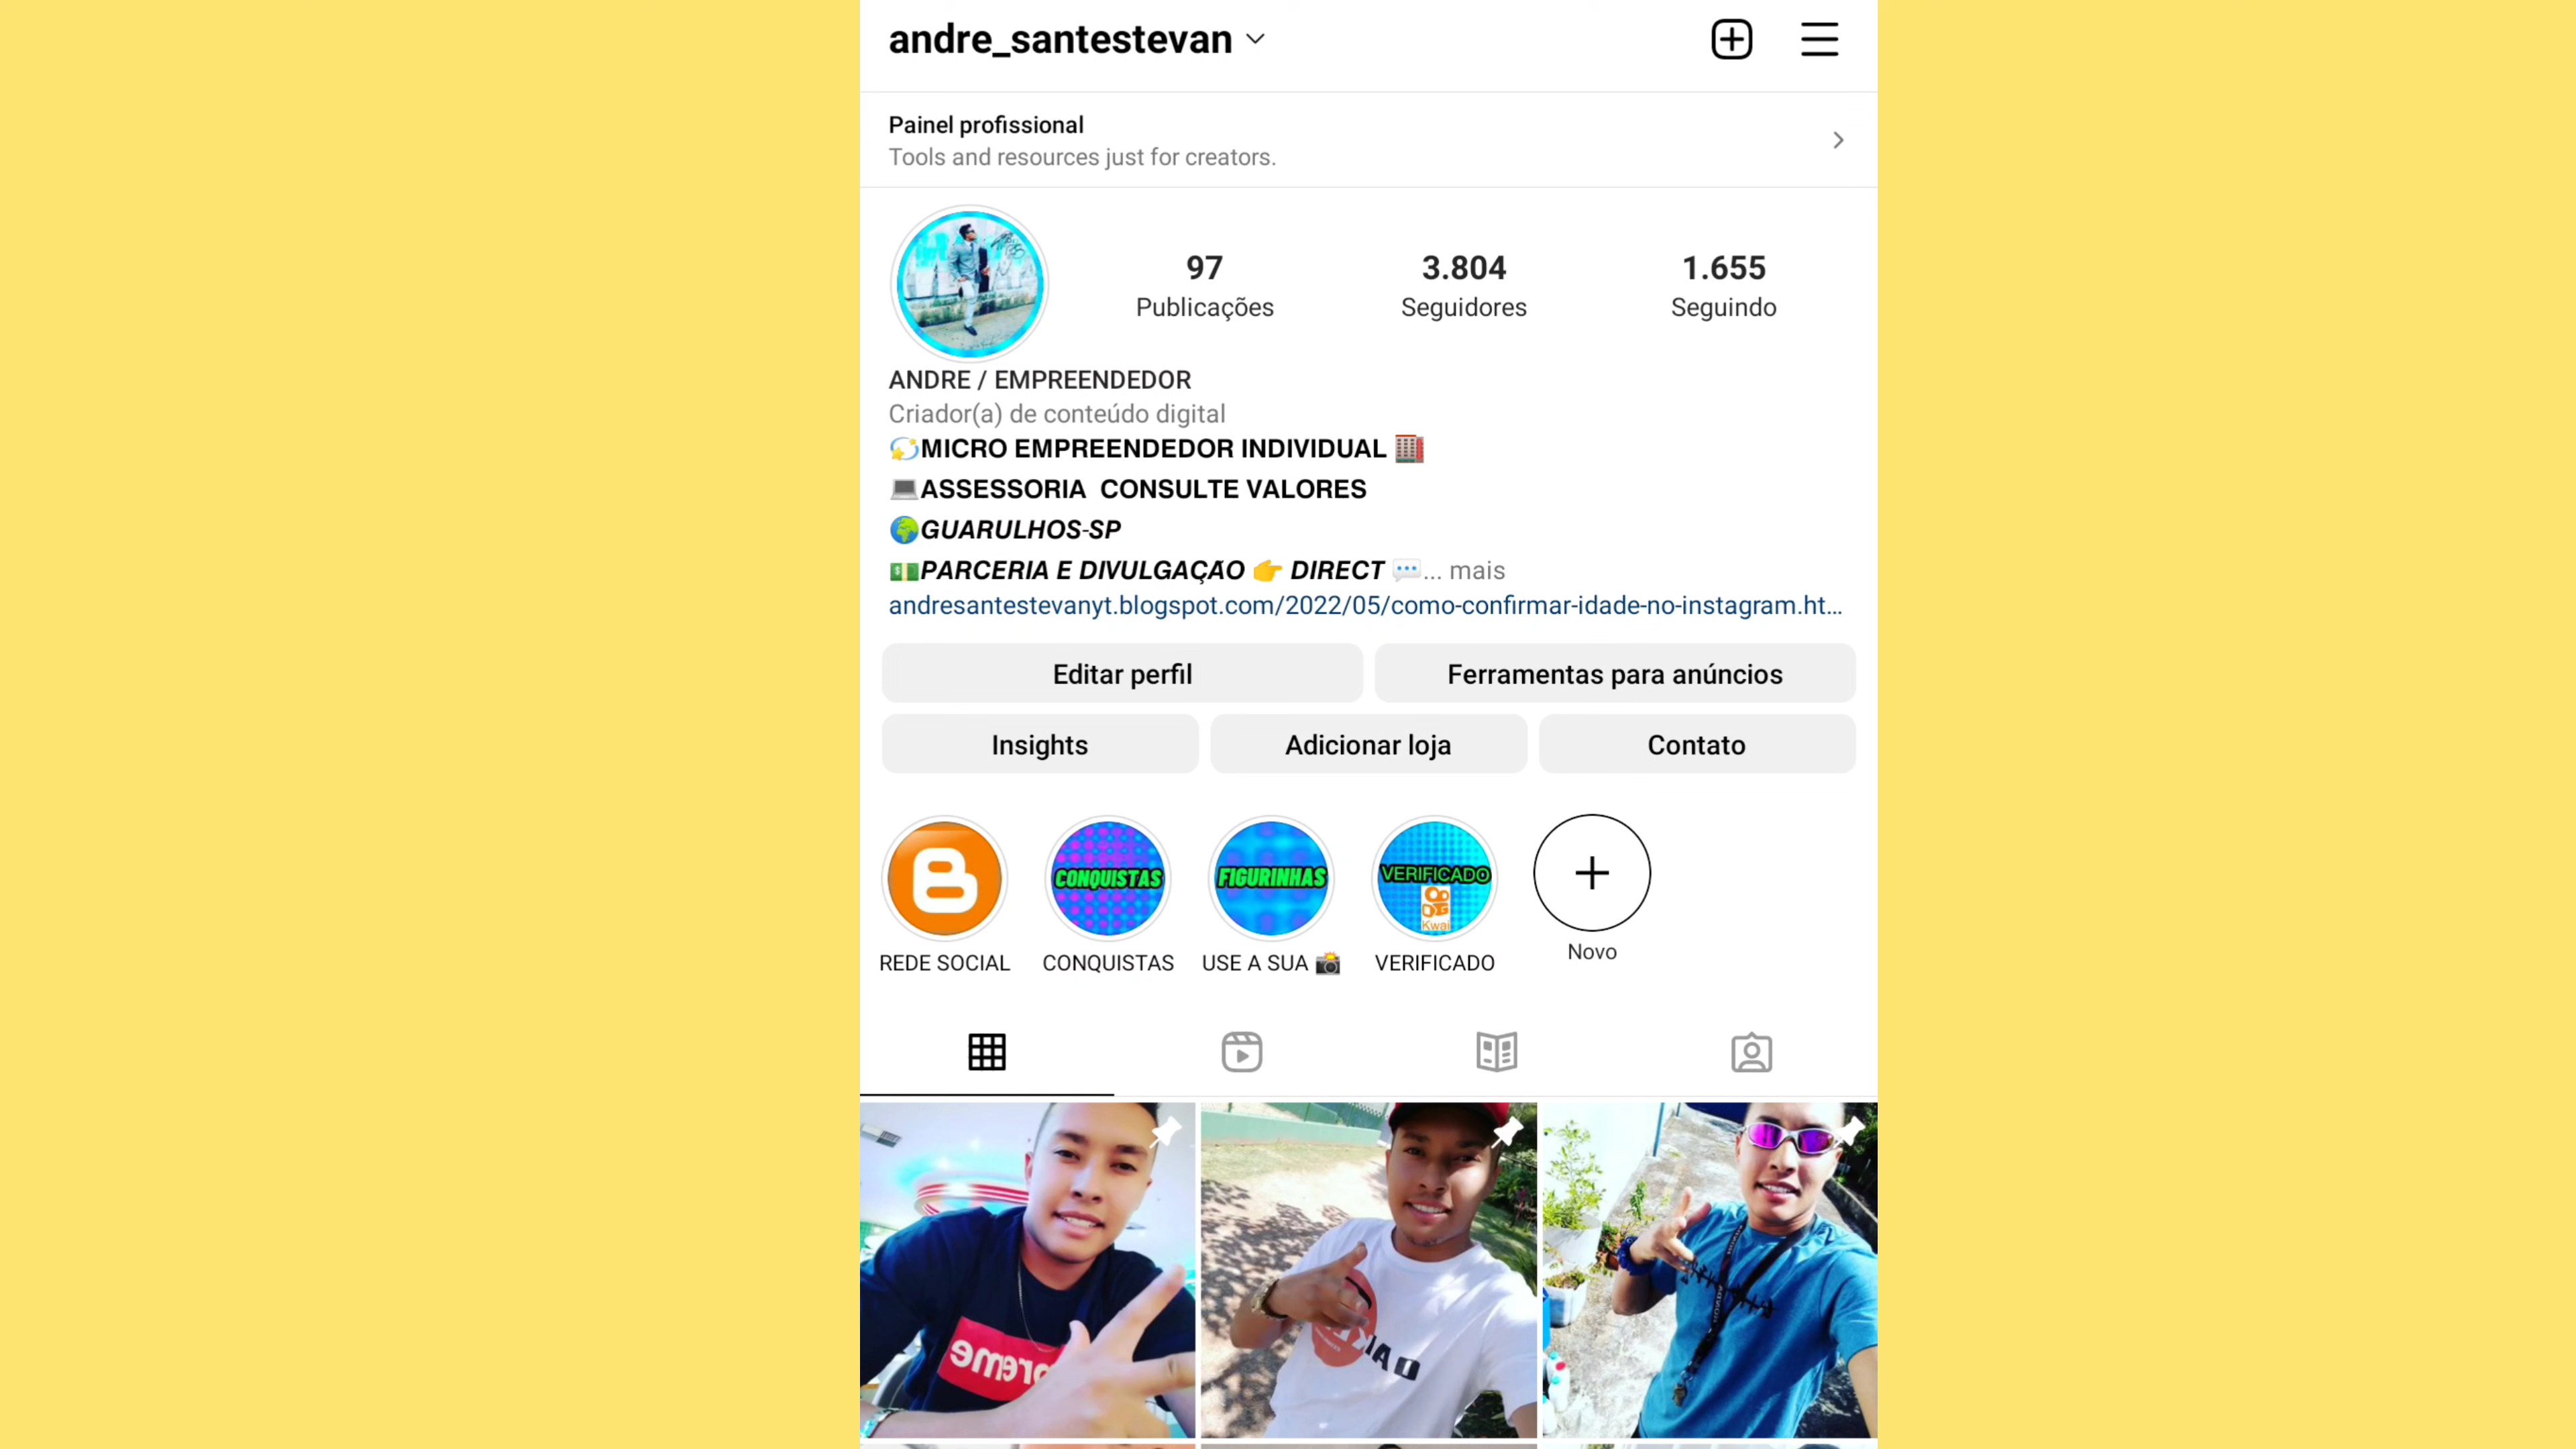 andre_santestevan
Painel profissional
Tools and resources just for creators.
97
Publicações
3.804
Seguidores
1.655
Seguindo
ANDRE / EMPREENDEDOR
Criador(a) de conteúdo digital
💫MICRO EMPREENDEDOR INDIVIDUAL 🏬
💻ASSESSORIA  CONSULTE VALORES
🌍GUARULHOS-SP
💵PARCERIA E DIVULGAÇÃO 👉 DIRECT 💬... mais
andresantestevanyt.blogspot.com/2022/05/como-confirmar-idade-no-instagram.ht...
Editar perfil
Ferramentas para anúncios
Insights
Adicionar loja
Contato
CONQUISTAS
FIGURINHAS
VERIFICADO
Kwai
REDE SOCIAL
CONQUISTAS
USE A SUA 📸
VERIFICADO
Novo